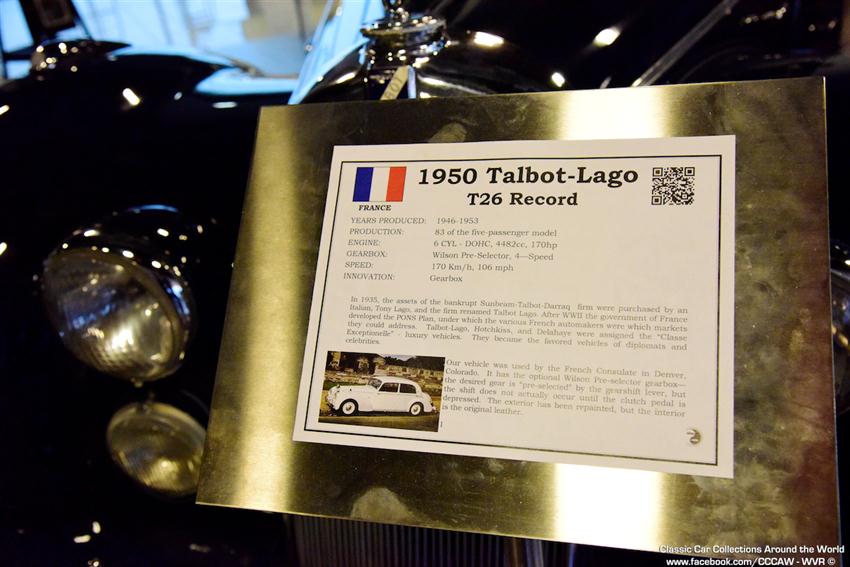 1950 Talbot-Lago
T26 Record
FRANCE
YEARS PRODUCED: 1946-1953
PRODUCTION: 83 of the five-passenger model
ENGINE: 6 CYL - DOHC, 4482cc, 170hp
GEARBOX: Wilson Pre-Selector, 4—Speed
SPEED: 170 Km/h, 106 mph
INNOVATION: Gearbox
In 1935, the assets of the bankrupt Sunbeam-Talbot-Darraq firm were purchased by an
Italian, Tony Lago, and the firm renamed Talbot Lago. After WWII the government of France
developed the PONS Plan, under which the various French automakers were which markets
they could address. Talbot-Lago, Hotchkiss, and Delahaye were assigned the "Classe
Exceptionelle" - luxury vehicles. They became the favored vehicles of diplomats and
celebrities.
Our vehicle was used by the French Consulate in Denver,
Colorado. It has the optional Wilson Pre-selector gearbox—
the desired gear is "pre-selected" by the gearshift lever, but
the shift does not actually occur until the clutch pedal is
depressed. The exterior has been repainted, but the interior
is the original leather.
Classic Car Collections Around the World
www.facebook.com/CCCAW - WVR ©